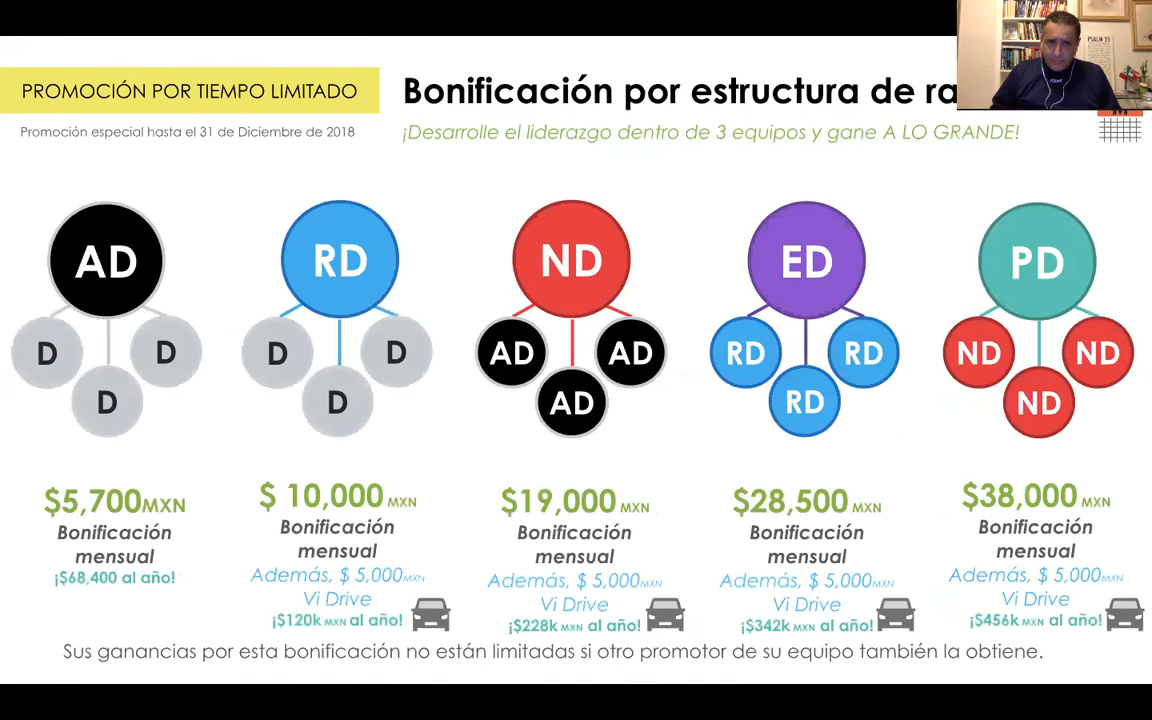 PSALM 23
PROMOCIÓN POR TIEMPO LIMITADO
Bonificación por estructura de ra
Promoción especial hasta el 31 de Diciembre de 2018
¡Desarrolle el liderazgo dentro de 3 equipos y gane A LO GRANDE!
AD
RD
ND
ED
PD
D
D
D
D
D
D
AD
AD
AD
RD
RD
RD
ND
ND
ND
$5,700MXN
Bonificación
mensual
¡$68,400 al año!
$ 10,000 MXN
Bonificación
mensual
Además, $ 5,000MXN
Vi Drive
¡$120k MXN al año!
$19,000 MXN
Bonificación
mensual
Además, $ 5,000MXN
Vi Drive
¡$228k MXN al año!
$28,500 MXN
Bonificación
mensual
Además, $ 5,000MXN
Vi Drive
¡$342k MXN al año!
$38,000 MXN
Bonificación
mensual
Además, $ 5,000MXN
Vi Drive
¡$456k MXN al año!
Sus ganancias por esta bonificación no están limitadas si otro promotor de su equipo también la obtiene.